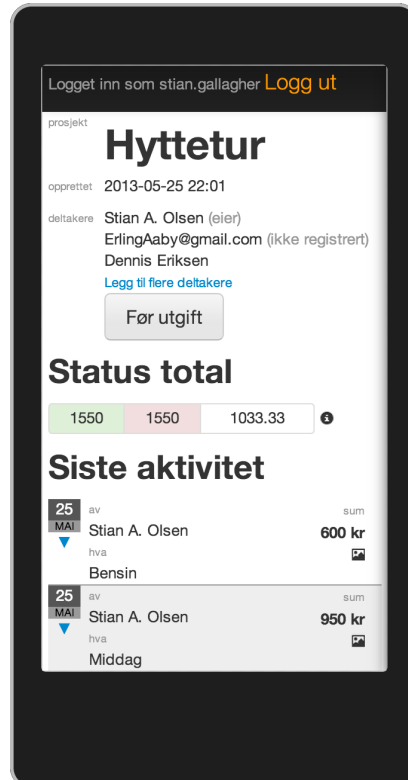 Logget inn som stian.gallagher Logg ut
prosjekt Hyttetur
opprettet 2013-05-25 22:01
deltakere Stian A. Olsen (eier)
ErlingAaby@gmail.com (ikke registrert)
Dennis Eriksen
Legg til flere deltakere
Før utgift
Status total
1550 1550 1033.33
Siste aktivitet
25 av sum
MAI Stian A. Olsen 600 kr
hva
Bensin
25 av sum
MAI Stian A. Olsen 950 kr
hva
Middag